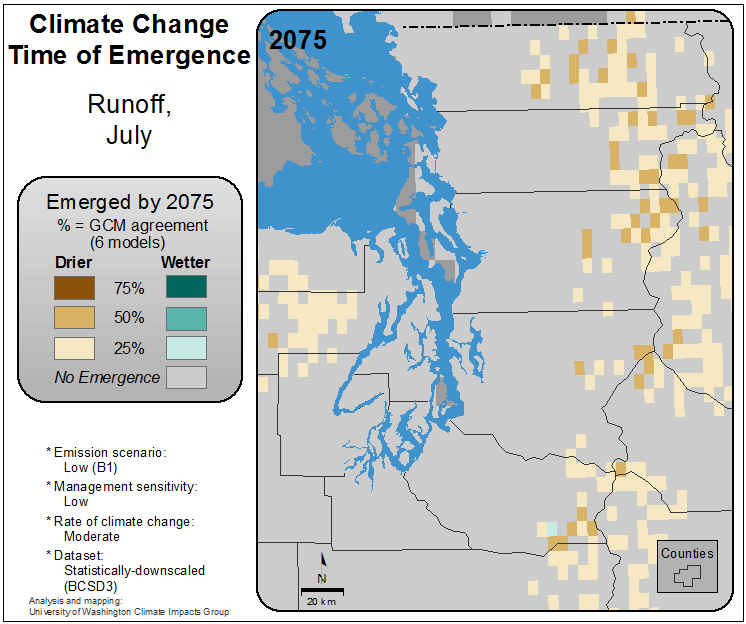 Climate Change
Time of Emergence
Runoff,
July
Emerged by 2075
% = GCM agreement
(6 models)
Drier Wetter
75%
50%
25%
No Emergence
* Emission scenario:
Low (B1)
* Management sensitivity:
Low
* Rate of climate change:
Moderate
* Dataset:
Statistically-downscaled
(BCSD3)
Analysis and mapping:
University of Washington Climate Impacts Group
2075
N
20 km
Counties